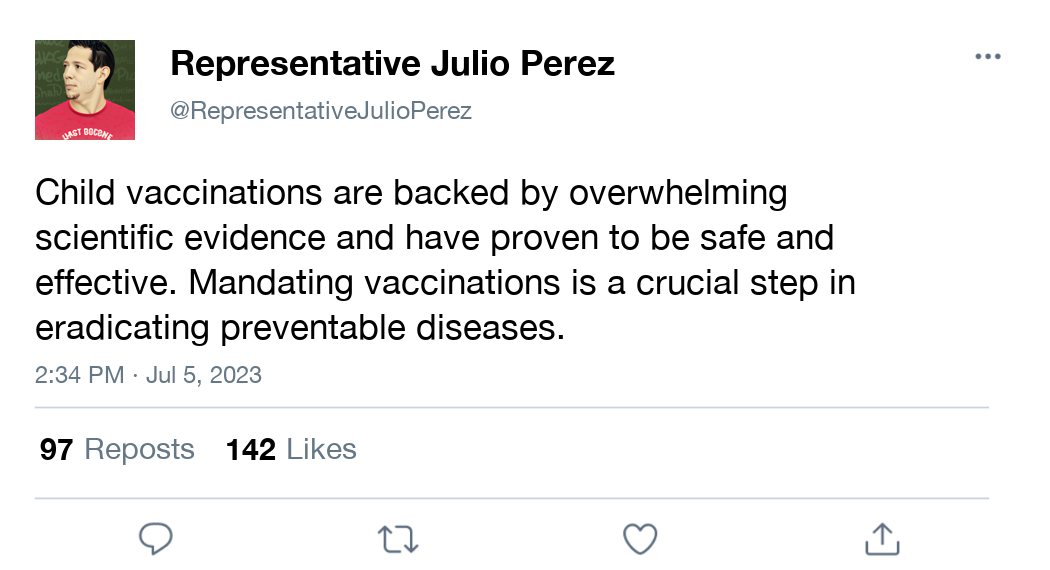 Representative Julio Perez
@RepresentativeJulioPerez
Child vaccinations are backed by overwhelming
scientific evidence and have proven to be safe and
effective. Mandating vaccinations is a crucial step in
eradicating preventable diseases.
2:34 PM · Jul 5, 2023
97 Reposts 142 Likes